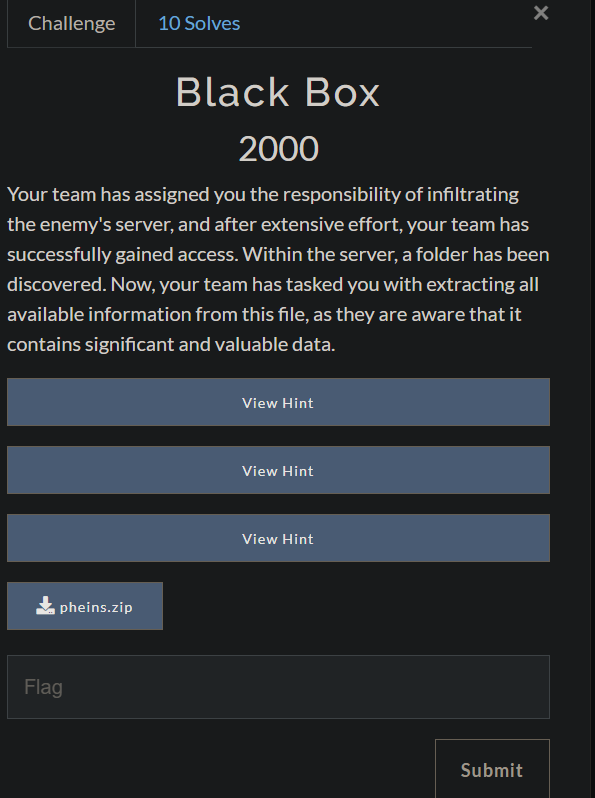 Challenge
10 Solves
×
Black Box
2000
Your team has assigned you the responsibility of infiltrating
the enemy's server, and after extensive effort, your team has
successfully gained access. Within the server, a folder has been
discovered. Now, your team has tasked you with extracting all
available information from this file, as they are aware that it
contains significant and valuable data.
View Hint
View Hint
View Hint
pheins.zip
Flag
Submit